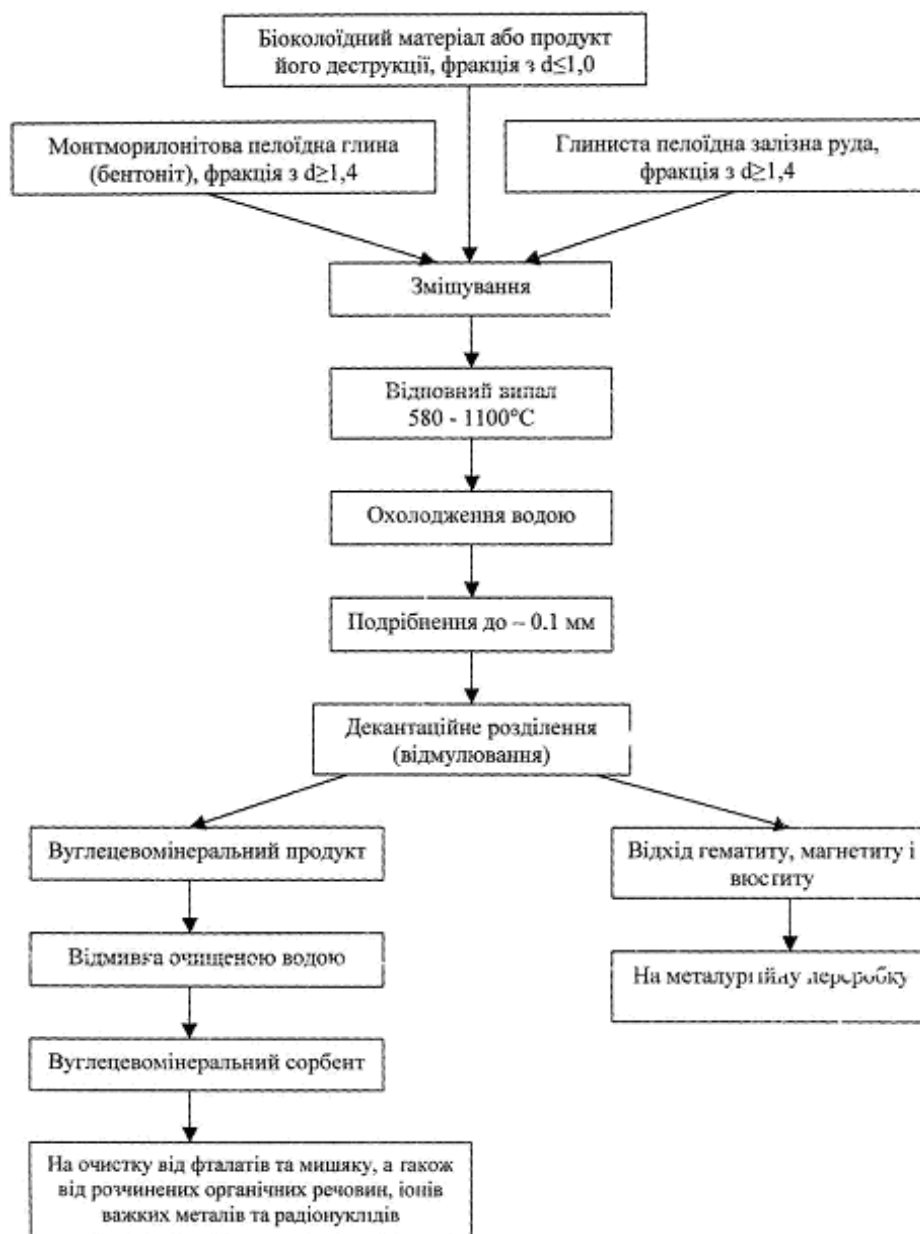 Біоколоїдний матеріал або продукт
його деструкції, фракція з d≤1,0
Монтморилонітова пелоїдна глина
(бентоніт), фракція з d≥1,4
Глиниста пелоїдна залізна руда,
фракція з d≥1,4
Змішування
Відповний випал
580 - 1100°С
Охолодження водою
Подрібнення до ~ 0.1 мм
Декантаційне розділення
(відмулювання)
Вуглецевомінеральний продукт
Відхід гематиту, магнетиту і
вюститу
Відмивка очищеною водою
На металургійну переробку
Вуглецевомінеральний сорбент
На очистку від фталатів та мишяку, а також
від розчинених органічних речовин, іонів
важких металів та радіонуклідів